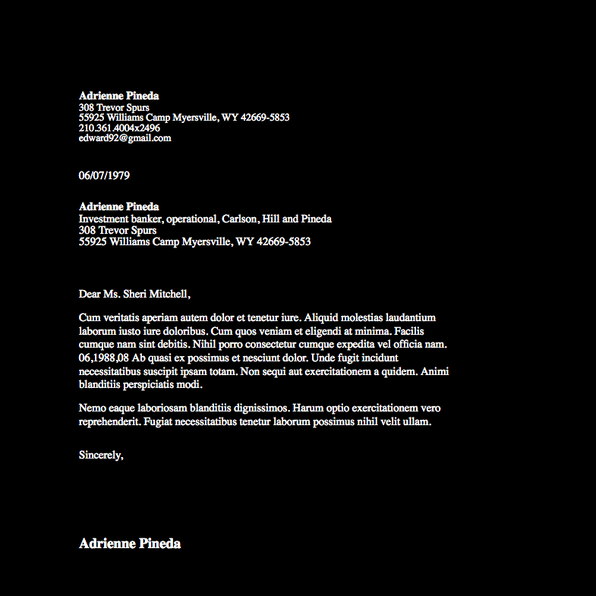 Adrienne Pineda
308 Trevor Spurs
55925 Williams Camp Myersville, WY 42669-5853
210.361.4004x2496
edward92@gmail.com
06/07/1979
Adrienne Pineda
Investment banker, operational, Carlson, Hill and Pineda
308 Trevor Spurs
55925 Williams Camp Myersville, WY 42669-5853
Dear Ms. Sheri Mitchell,
Cum veritatis aperiam autem dolor et tenetur iure. Aliquid molestias laudantium
laborum iusto iure doloribus. Cum quos veniam et eligendi at minima. Facilis
cumque nam sint debitis. Nihil porro consectetur cumque expedita vel officia nam.
06,1988,08 Ab quasi ex possimus et nesciunt dolor. Unde fugit incidunt
necessitatibus suscipit ipsam totam. Non sequi aut exercitationem a quidem. Animi
blanditiis perspiciatis modi.
Nemo eaque laboriosam blanditiis dignissimos. Harum optio exercitationem vero
reprehenderit. Fugiat necessitatibus tenetur laborum possimus nihil velit ullam.
Sincerely,
Adrienne Pineda